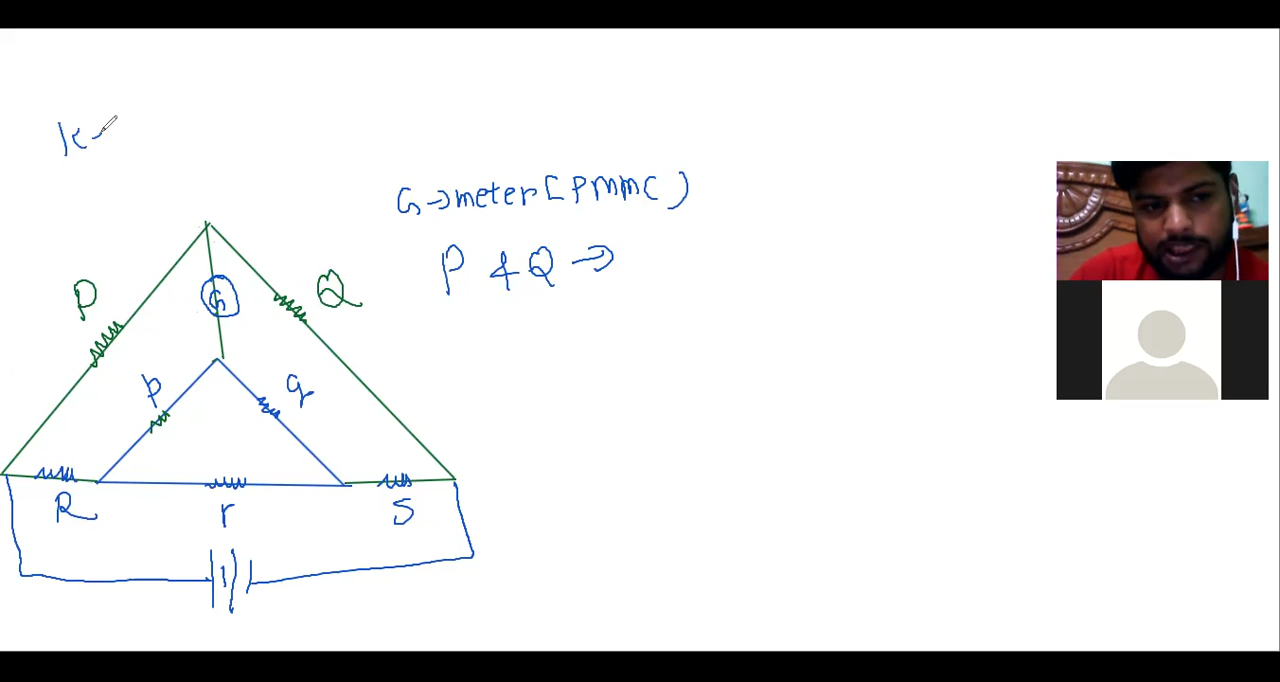 K
G → meter [PMMC)
P & Q →
P
G
Q
p
q
R
r
S